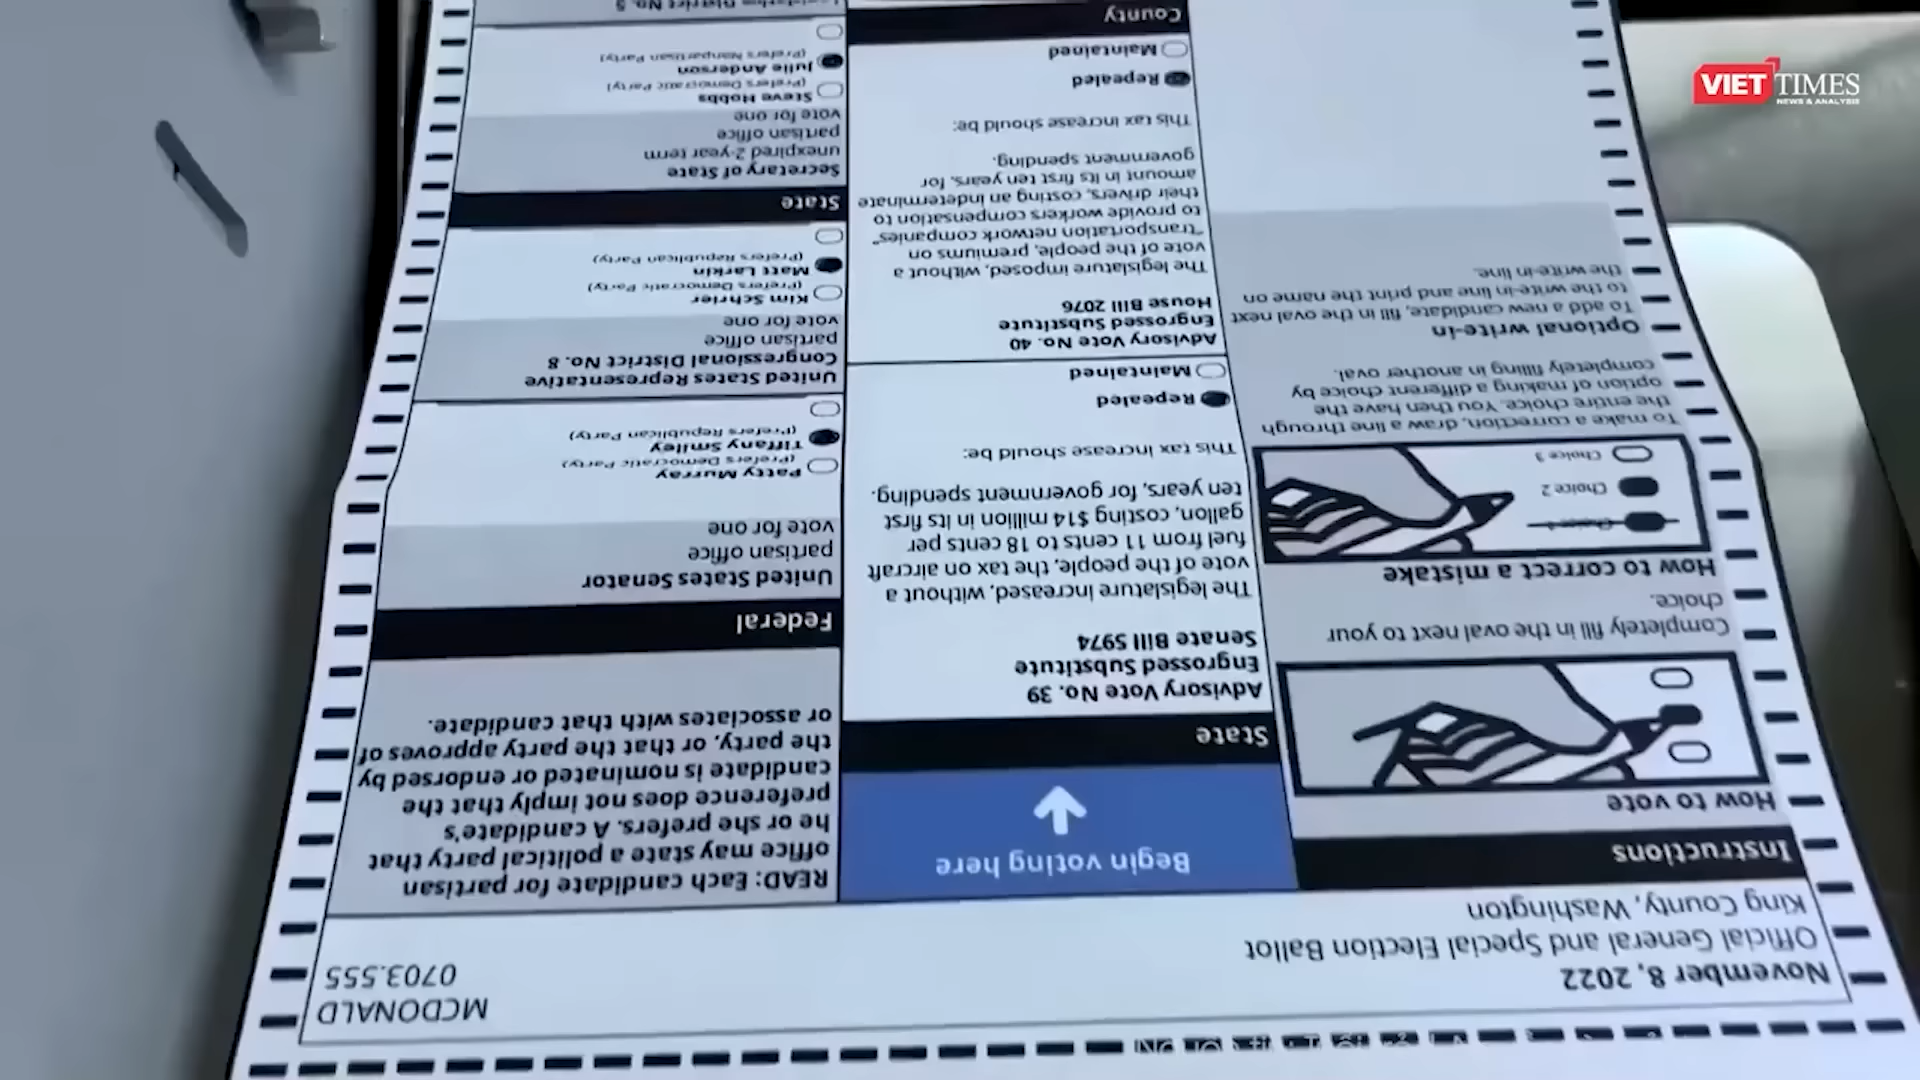 VIET TIMES
NEWS & ANALYSIS
MCDONALD
0703.555
November 8, 2022
Official General and Special Election Ballot
King County, Washington
Instructions
How to vote
Completely fill in the oval next to your
choice.
How to correct a mistake
Choice 1
Choice 2
Choice 3
To make a correction, draw a line through
the entire choice. You then have the
option of making a different choice by
completely filling in another oval.
Optional write-in
To add a new candidate, fill in the oval next
to the write-in line and print the name on
the write-in line.
Begin voting here
State
Advisory Vote No. 39
Engrossed Substitute
Senate Bill 5974
The legislature increased, without a
vote of the people, the tax on aircraft
fuel from 11 cents to 18 cents per
gallon, costing $14 million in its first
ten years, for government spending.
This tax increase should be:
Repealed
Maintained
Advisory Vote No. 40
Engrossed Substitute
House Bill 2076
The legislature imposed, without a
vote of the people, premiums on
"transportation network companies"
to provide workers compensation to
their drivers, costing an indeterminate
amount in its first ten years, for
government spending.
This tax increase should be:
Repealed
Maintained
County
READ: Each candidate for partisan
office may state a political party that
he or she prefers. A candidate's
preference does not imply that the
candidate is nominated or endorsed by
the party, or that the party approves of
or associates with that candidate.
Federal
United States Senator
partisan office
vote for one
Patty Murray
(Prefers Democratic Party)
Tiffany Smiley
(Prefers Republican Party)
United States Representative
Congressional District No. 8
partisan office
vote for one
Kim Schrier
(Prefers Democratic Party)
Matt Larkin
(Prefers Republican Party)
State
Secretary of State
unexpired 2-year term
partisan office
vote for one
Steve Hobbs
(Prefers Democratic Party)
Julie Anderson
(Prefers Nonpartisan Party)
Legislative District No. 5